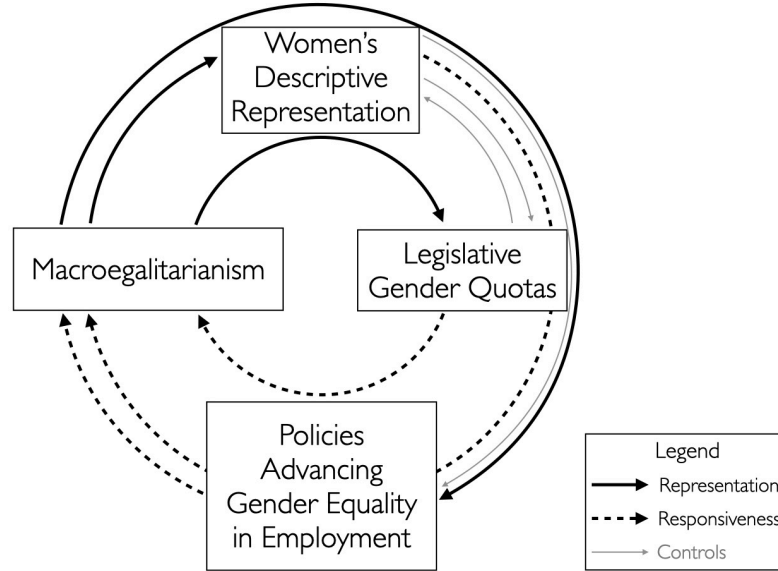 Women's
Descriptive
Representation
Macroegalitarianism
Legislative
Gender Quotas
Policies
Advancing
Gender Equality
in Employment
Legend
Representation
Responsiveness
Controls